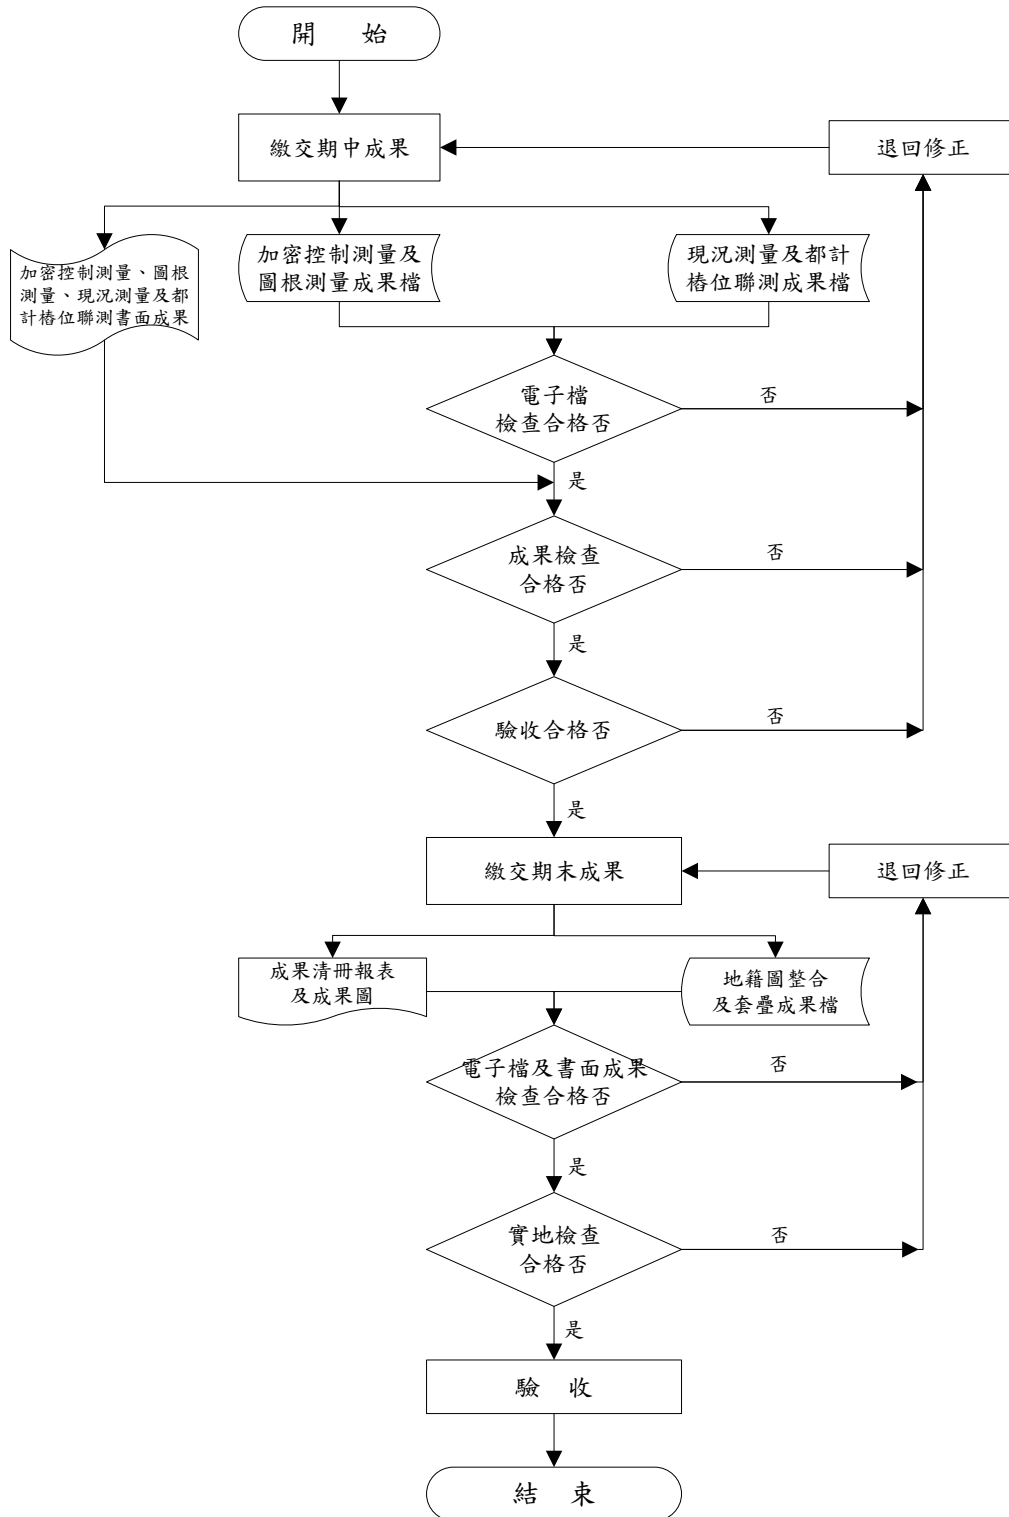 開 始
繳交期中成果
退回修正
加密控制測量、圖根
測量、現況測量及都
計樁位聯測書面成果
加密控制測量及
圖根測量成果檔
現況測量及都計
樁位聯測成果檔
電子檔
檢查合格否
否
是
成果檢查
合格否
否
是
驗收合格否
否
是
繳交期末成果
退回修正
成果清冊報表
及成果圖
地籍圖整合
及套疊成果檔
電子檔及書面成果
檢查合格否
否
是
實地檢查
合格否
否
是
驗 收
結 束